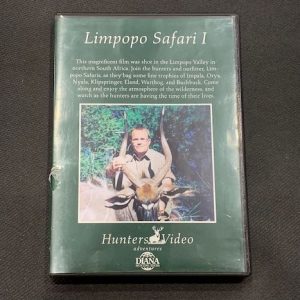 Limpopo Safari I
This magnificent film was shot in the Limpopo Valley in
northern South Africa. Join the hunters and outfitter, Lim-
popo Safaris, as they bag some fine trophies of Impala, Oryx,
Nyala, Klipspringer, Eland, Warthog, and Bushbuck. Come
along and enjoy the atmosphere of the wilderness, and
watch as the hunters are having the time of their lives.
Hunters Video
adventures
DIANA